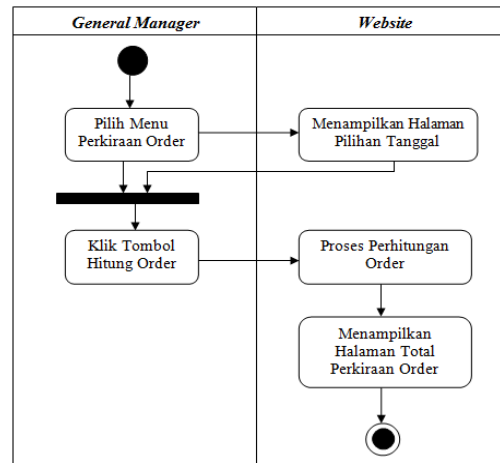 General Manager
Website
Pilih Menu
Perkiraan Order
Menampilkan Halaman
Pilihan Tanggal
Klik Tombol
Hitung Order
Proses Perhitungan
Order
Menampilkan
Halaman Total
Perkiraan Order